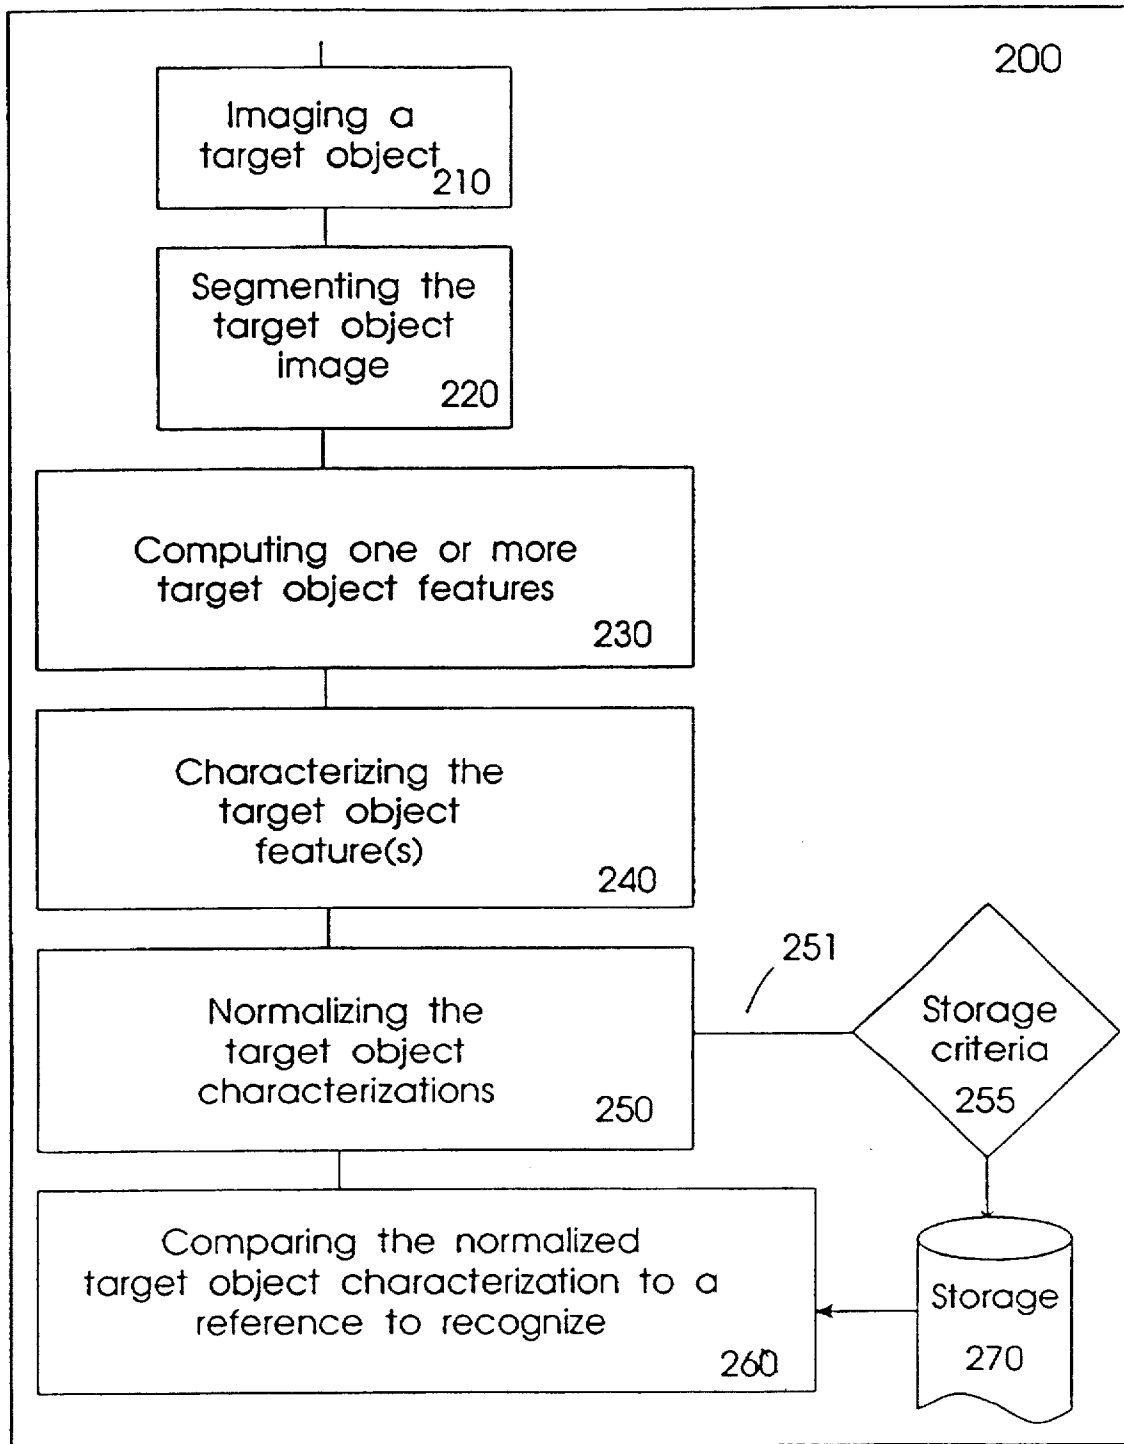 200
Imaging a
target object
210
Segmenting the
target object
image
220
Computing one or more
target object features
230
Characterizing the
target object
feature(s)
240
251
Normalizing the
target object
characterizations
250
Storage
criteria
255
Comparing the normalized
target object characterization to a
reference to recognize
260
Storage
270